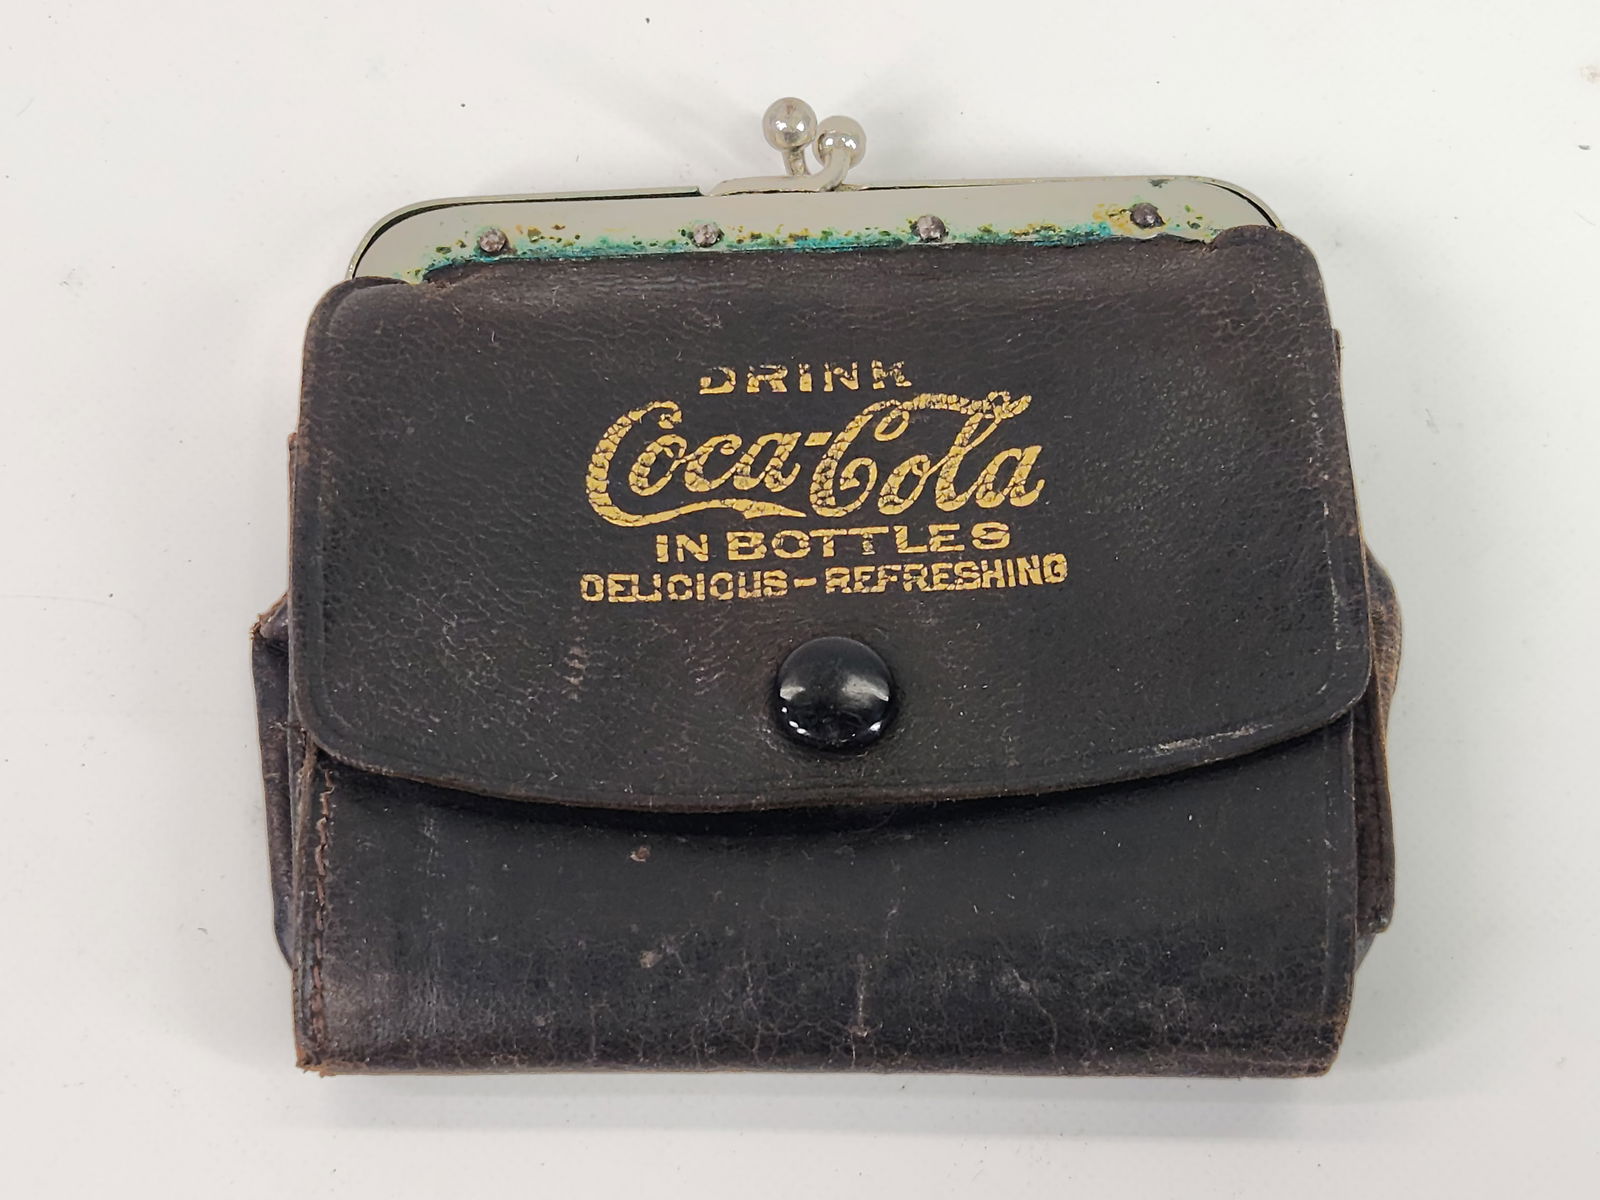 DRINK
Coca-Cola
IN BOTTLES
DELICIOUS-REFRESHING